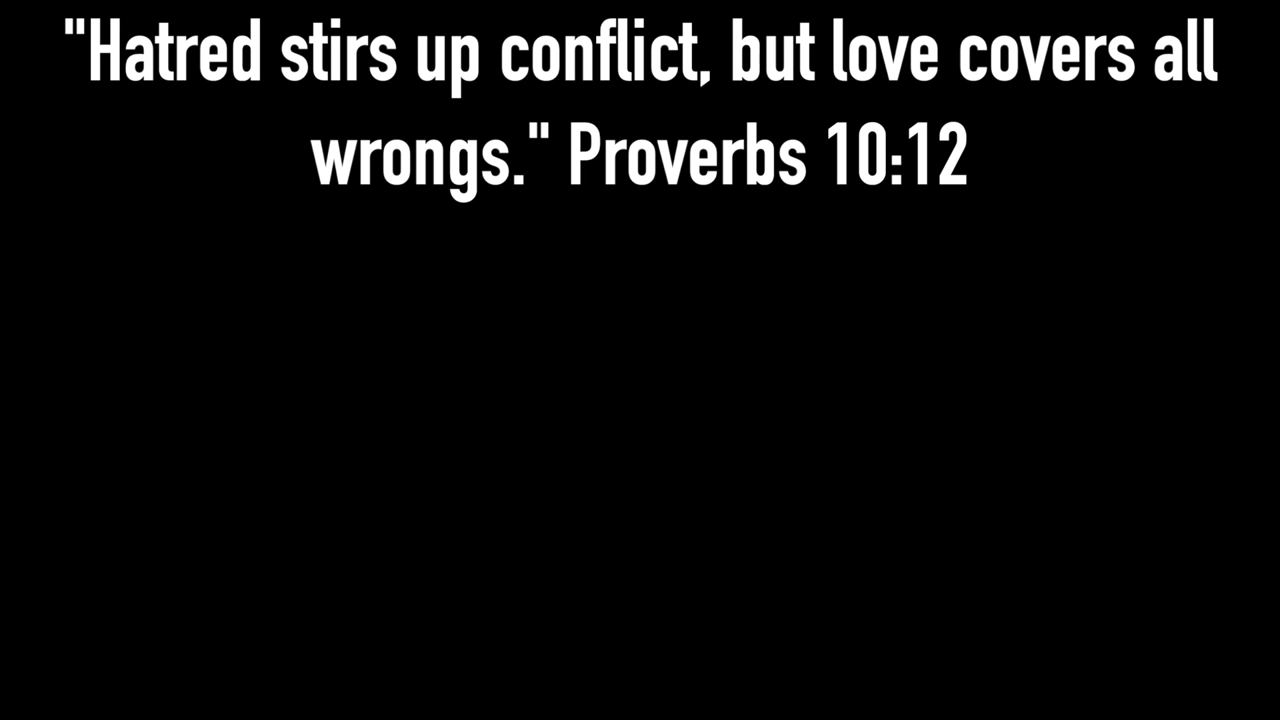 "Hatred stirs up conflict, but love covers all
wrongs." Proverbs 10:12